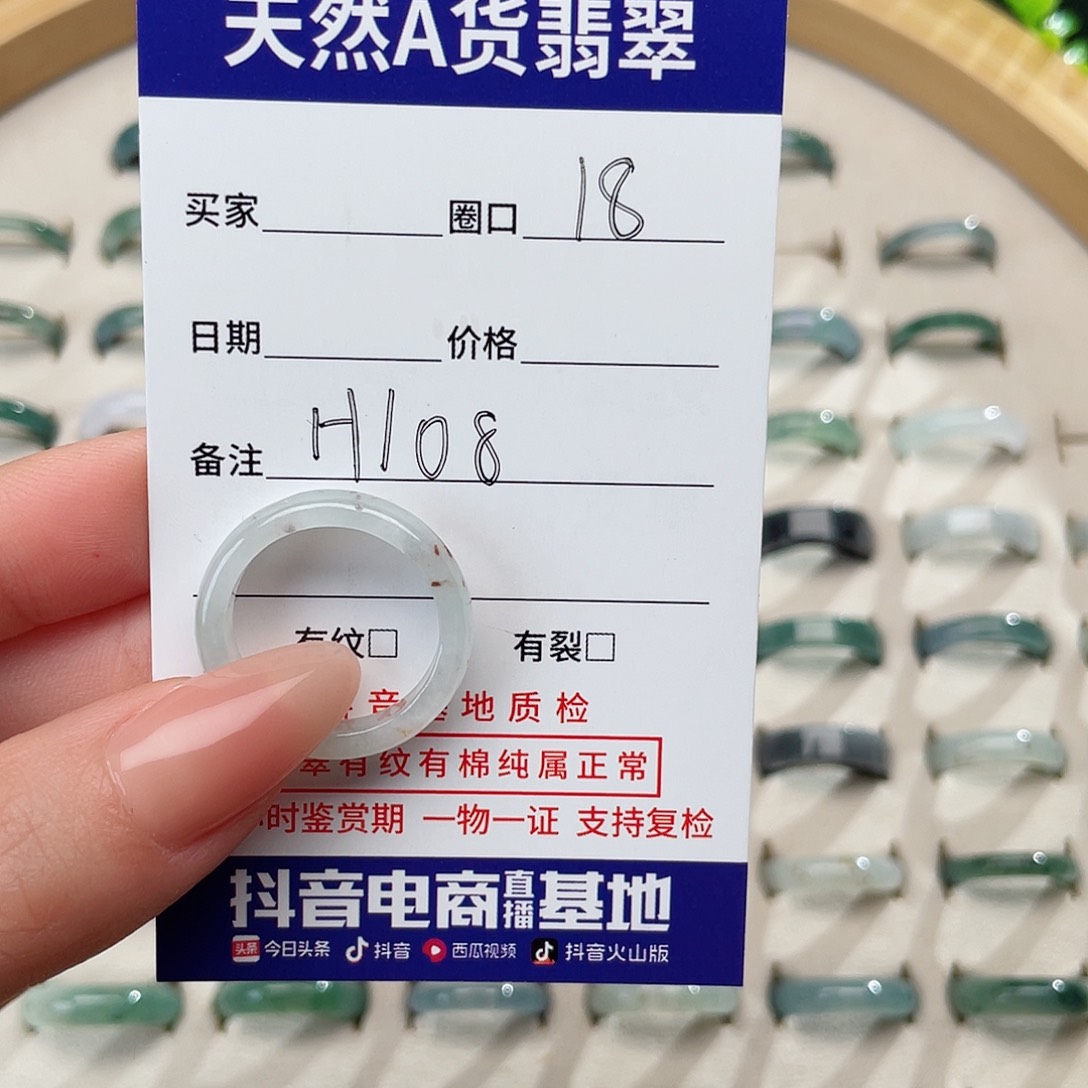 天然A货翡翠
买家 圈口 18
日期 价格
备注 H108
有纹□ 有裂□
音 地质检
翠有纹有棉纯属正常
时鉴赏期 一物一证 支持复检
抖音电商直播基地
头条 今日头条 抖音 西瓜视频 抖音火山版